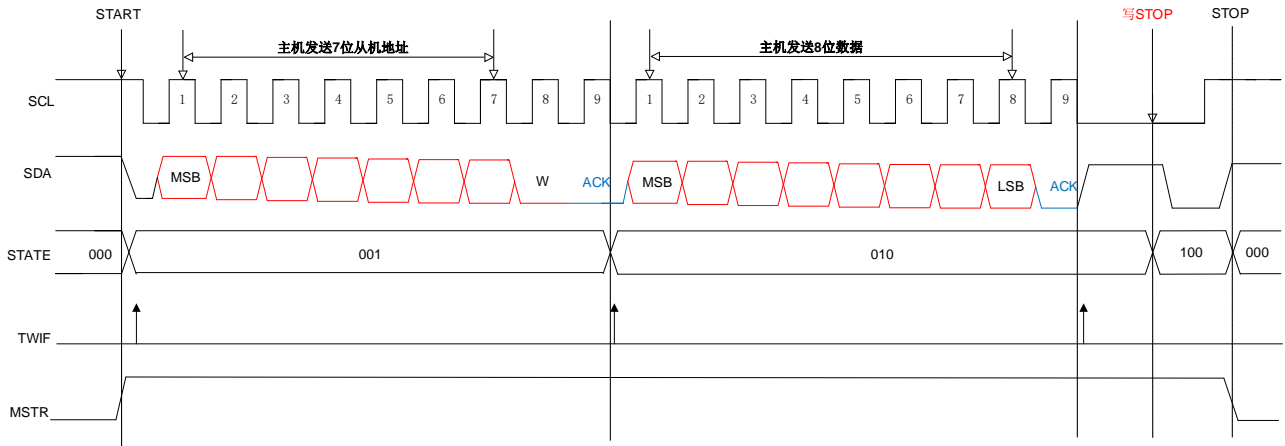 START 写STOP STOP
主机发送7位从机地址 主机发送8位数据
SCL 1 2 3 4 5 6 7 8 9 1 2 3 4 5 6 7 8 9
SDA MSB W ACK MSB LSB ACK
STATE 000 001 010 100 000
TWIF
MSTR